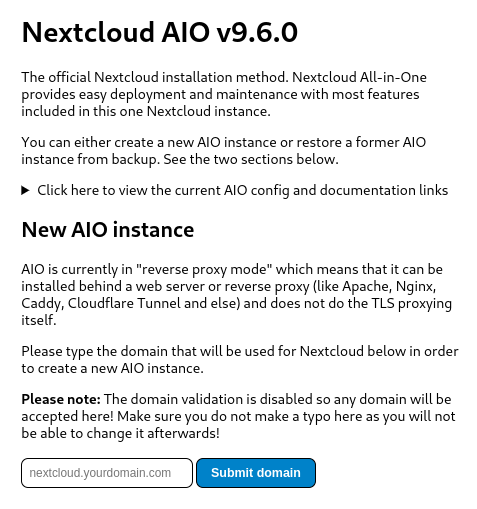 Nextcloud AIO v9.6.0
The official Nextcloud installation method. Nextcloud All-in-One
provides easy deployment and maintenance with most features
included in this one Nextcloud instance.
You can either create a new AIO instance or restore a former AIO
instance from backup. See the two sections below.
Click here to view the current AIO config and documentation links
New AIO instance
AIO is currently in "reverse proxy mode" which means that it can be
installed behind a web server or reverse proxy (like Apache, Nginx,
Caddy, Cloudflare Tunnel and else) and does not do the TLS proxying
itself.
Please type the domain that will be used for Nextcloud below in order
to create a new AIO instance.
Please note: The domain validation is disabled so any domain will be
accepted here! Make sure you do not make a typo here as you will not
be able to change it afterwards!
nextcloud.yourdomain.com Submit domain